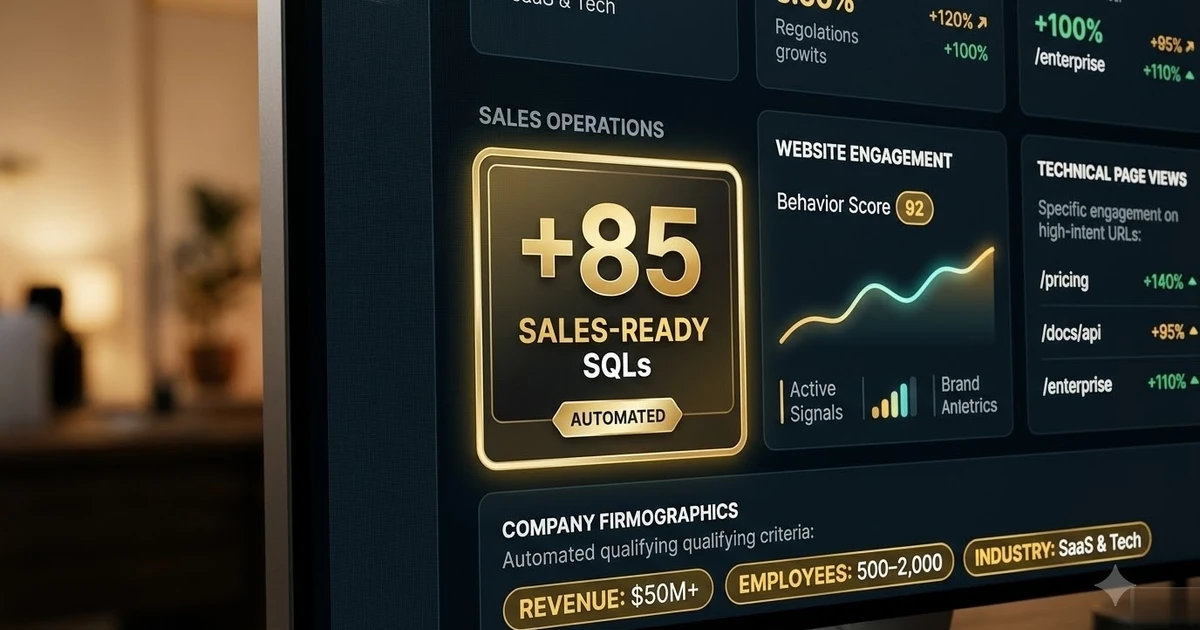 SaaS & Tech
Regolations
growits
+120%
+100%
+100%
/enterprise
+95%
+110%
SALES OPERATIONS
+85
SALES-READY
SQLs
AUTOMATED
WEBSITE ENGAGEMENT
Behavior Score 92
Active
Signals
Brand
Anletrics
TECHNICAL PAGE VIEWS
Specific engagement on
high-intent URLs:
/pricing +140%
/docs/api +95%
/enterprise +110%
COMPANY FIRMOGRAPHICS
Automated qualifying qualifying criteria:
REVENUE: $50M+
EMPLOYEES: 500–2,000
INDUSTRY: SaaS & Tech